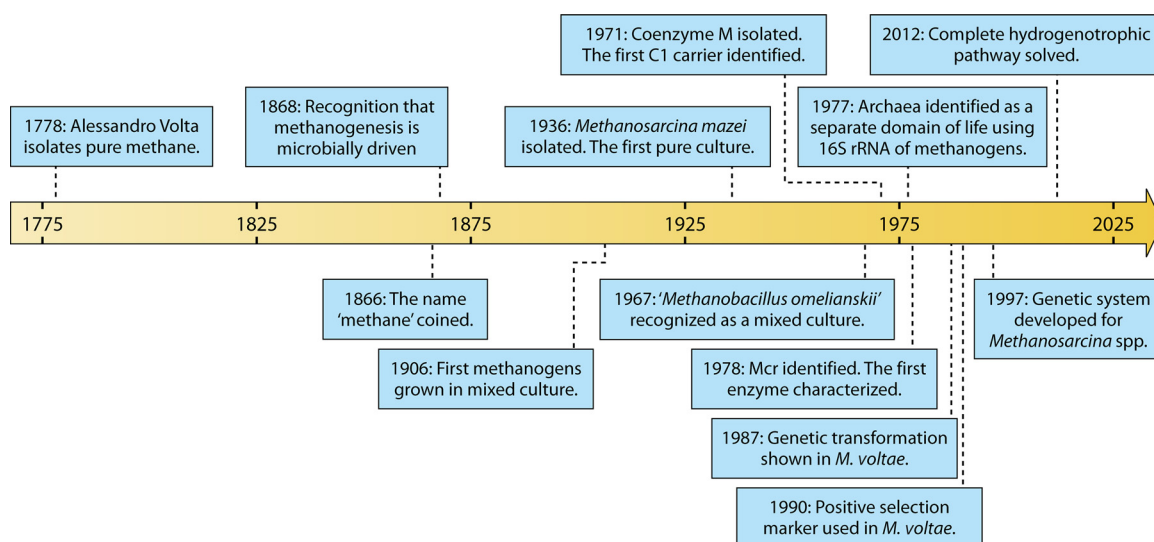 1971: Coenzyme M isolated.
The first C1 carrier identified.
2012: Complete hydrogenotrophic
pathway solved.
1778: Alessandro Volta
isolates pure methane.
1868: Recognition that
methanogenesis is
microbially driven
1936: Methanosarcina mazei
isolated. The first pure culture.
1977: Archaea identified as a
separate domain of life using
16S rRNA of methanogens.
1775
1825
1875
1925
1975
2025
1866: The name
‘methane’ coined.
1906: First methanogens
grown in mixed culture.
1967: ‘Methanobacillus omelianskii’
recognized as a mixed culture.
1978: Mcr identified. The first
enzyme characterized.
1987: Genetic transformation
shown in M. voltae.
1990: Positive selection
marker used in M. voltae.
1997: Genetic system
developed for
Methanosarcina spp.